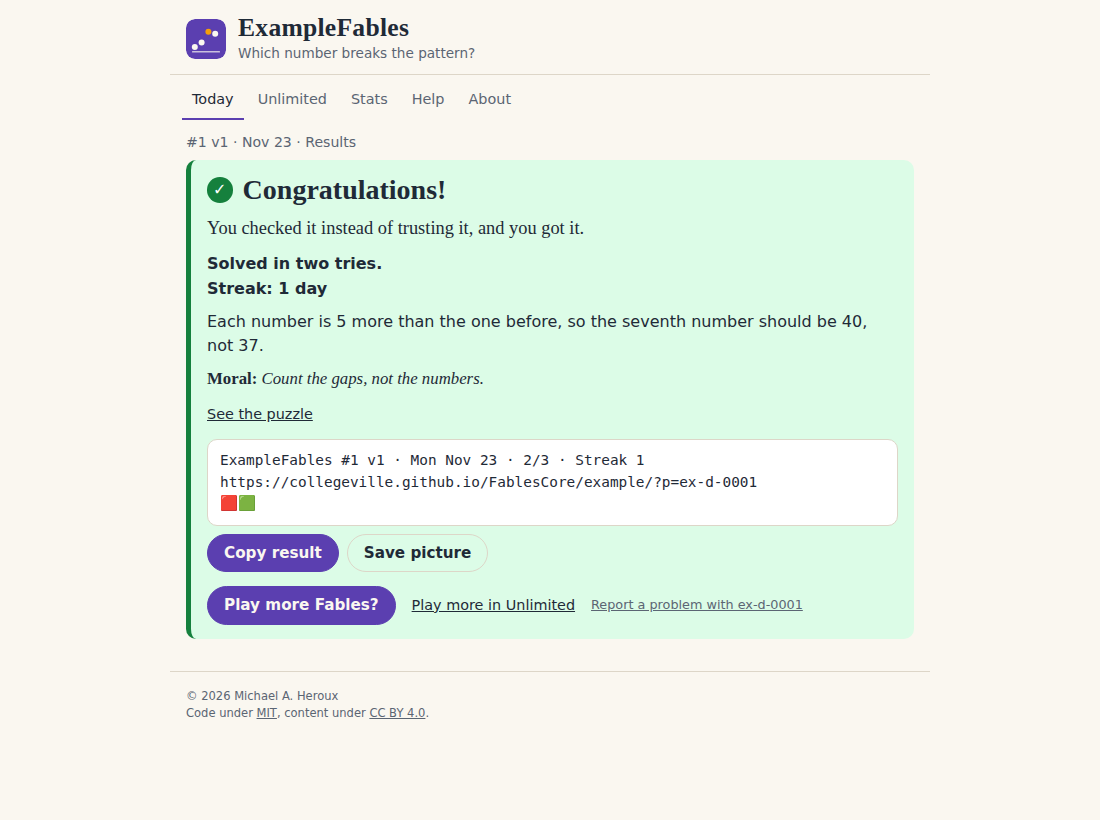 ExampleFables
Which number breaks the pattern?
Today Unlimited Stats Help About
#1 v1 · Nov 23 · Results
✓ Congratulations!
You checked it instead of trusting it, and you got it.
Solved in two tries.
Streak: 1 day
Each number is 5 more than the one before, so the seventh number should be 40,
not 37.
Moral: Count the gaps, not the numbers.
See the puzzle
ExampleFables #1 v1 · Mon Nov 23 · 2/3 · Streak 1
https://collegeville.github.io/FablesCore/example/?p=ex-d-0001
🟥🟩
Copy result Save picture
Play more Fables? Play more in Unlimited Report a problem with ex-d-0001
© 2026 Michael A. Heroux
Code under MIT, content under CC BY 4.0.